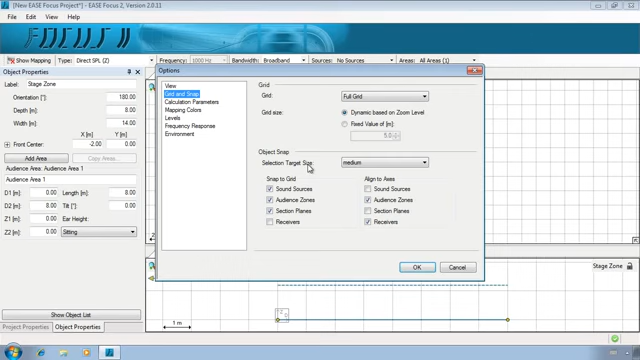 [New EASE Focus Project*] - EASE Focus 2, Version 2.0.11
File Edit View Help
FOCUS II
Show Mapping Type: Direct SPL (Z) Frequency: 1000 Hz Bandwidth: Broadband Sources: No Sources Areas: All Areas (1)
Object Properties
Label: Stage Zone
Orientation [°]: 180.00
Depth [m]: 8.00
Width [m]: 14.00
X [m] Y [m]
Front Center: -2.00 0.00
Add Area Copy Areas...
Audience Area: Audience Area 1
Audience Area 1
D1 [m]: 0.00 Length [m]: 8.00
D2 [m]: 8.00 Tilt [°]: 0.00
Z1 [m]: 0.00 Ear Height:
Z2 [m]: 0.00 Sitting
Show Object List
Project Properties Object Properties
Options
View
Grid and Snap
Calculation Parameters
Mapping Colors
Levels
Frequency Response
Environment
Grid
Grid: Full Grid
Grid size: Dynamic based on Zoom Level
Fixed Value of [m]:
5.0
Object Snap
Selection Target Size: medium
Snap to Grid Align to Axes
Sound Sources Sound Sources
Audience Zones Audience Zones
Section Planes Section Planes
Receivers Receivers
OK Cancel
Stage Zone
1 m